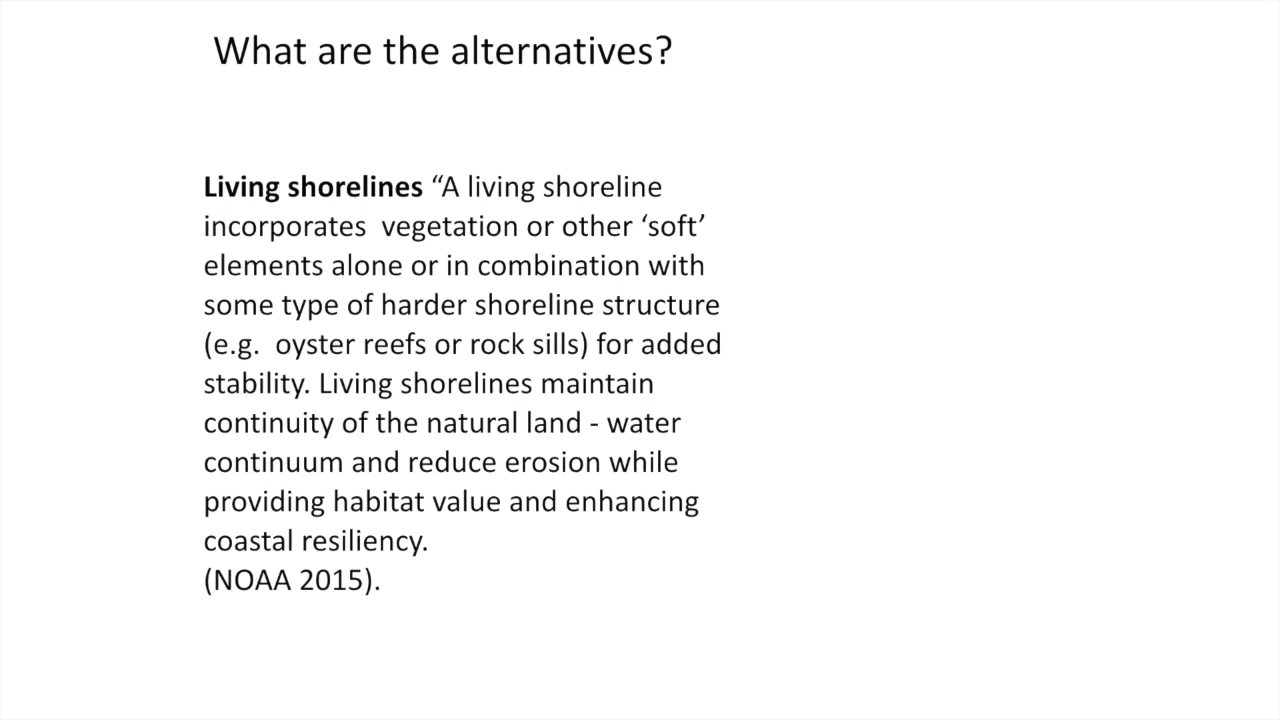 What are the alternatives?
Living shorelines “A living shoreline
incorporates  vegetation or other ‘soft’
elements alone or in combination with
some type of harder shoreline structure
(e.g.  oyster reefs or rock sills) for added
stability. Living shorelines maintain
continuity of the natural land - water
continuum and reduce erosion while
providing habitat value and enhancing
coastal resiliency.
(NOAA 2015).